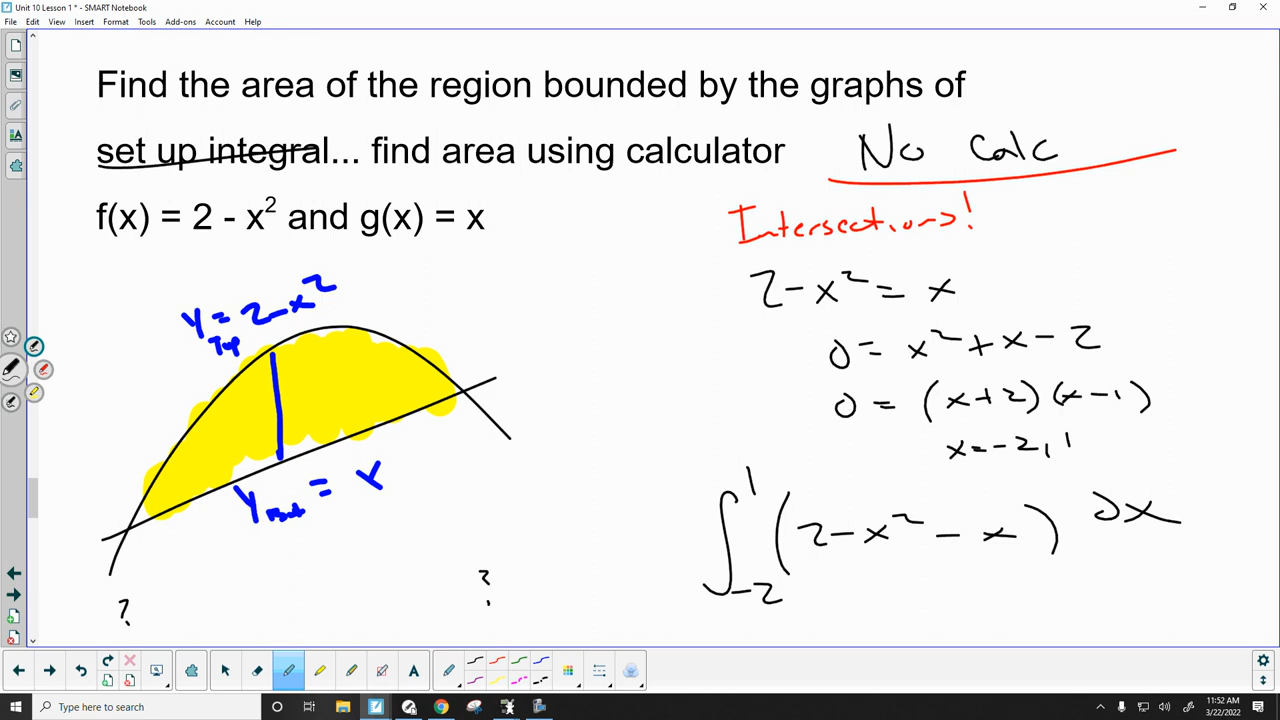 Unit 10 Lesson 1 * - SMART Notebook
File Edit View Insert Format Tools Add-ons Account Help
Find the area of the region bounded by the graphs of
set up integral... find area using calculator No Calc
f(x) = 2 - x² and g(x) = x
Intersections!
2-x² = x
0 = x² + x - 2
0 = (x+2)(x-1)
x = -2, 1
y = 2-x²
Top
y = x
∫ 1 -2 (2-x² - x) dx
? ?
A
Type here to search
11:52 AM
3/22/2022